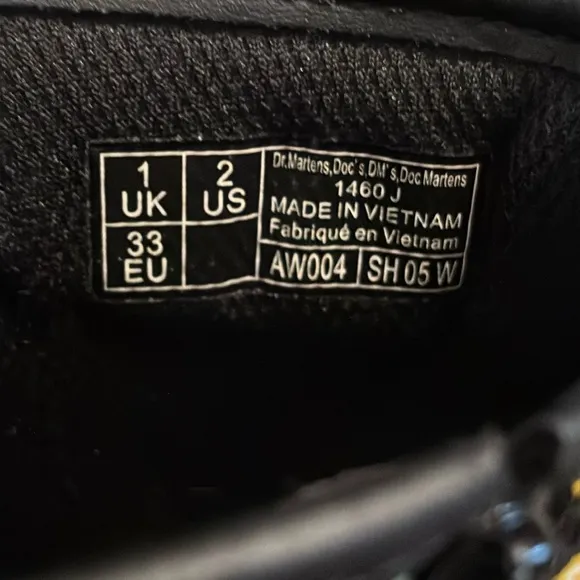 1 UK
2 US
33 EU
Dr.Martens,Doc's,DM's,Doc Martens
1460 J
MADE IN VIETNAM
Fabriqué en Vietnam
AW004 SH 05 W